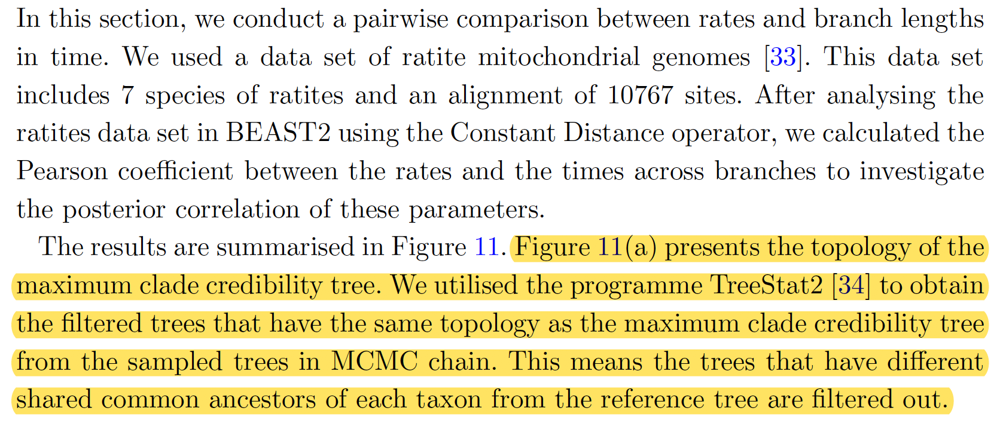 In this section, we conduct a pairwise comparison between rates and branch lengths
in time. We used a data set of ratite mitochondrial genomes [33]. This data set
includes 7 species of ratites and an alignment of 10767 sites. After analysing the
ratites data set in BEAST2 using the Constant Distance operator, we calculated the
Pearson coefficient between the rates and the times across branches to investigate
the posterior correlation of these parameters.
The results are summarised in Figure 11. Figure 11(a) presents the topology of the
maximum clade credibility tree. We utilised the programme TreeStat2 [34] to obtain
the filtered trees that have the same topology as the maximum clade credibility tree
from the sampled trees in MCMC chain. This means the trees that have different
shared common ancestors of each taxon from the reference tree are filtered out.